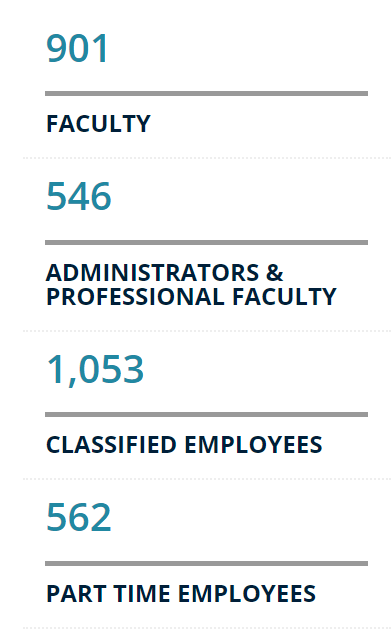 901
FACULTY
546
ADMINISTRATORS &
PROFESSIONAL FACULTY
1,053
CLASSIFIED EMPLOYEES
562
PART TIME EMPLOYEES